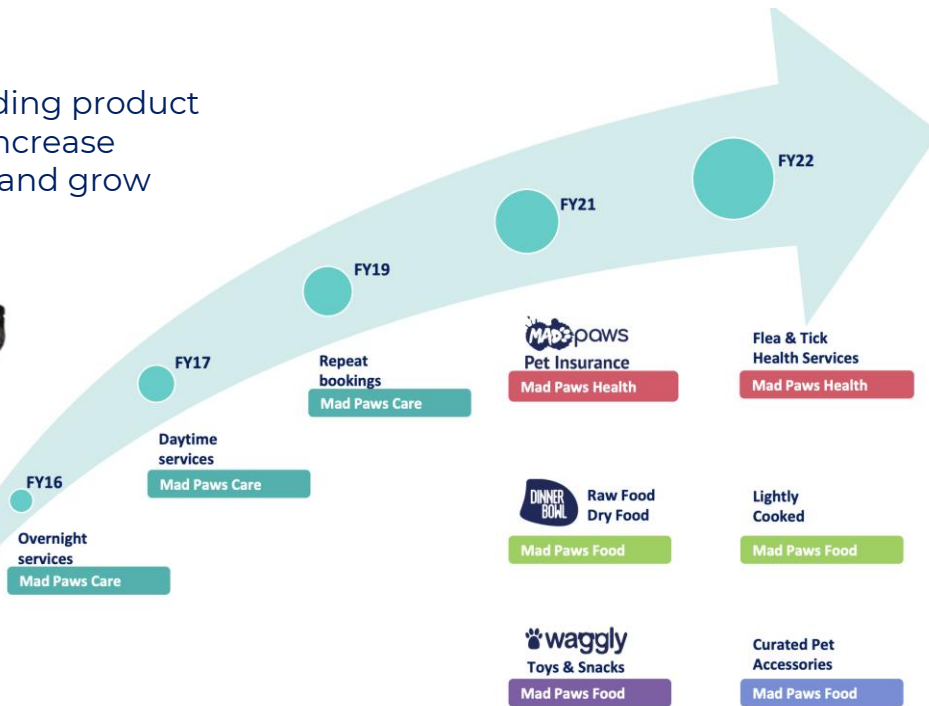 ding product
ncrease
and grow
FY22
FY21
FY19
FY17
FY16
Overnight
services
Mad Paws Care
Daytime
services
Mad Paws Care
Repeat
bookings
Mad Paws Care
MAD paws
Pet Insurance
Mad Paws Health
Flea & Tick
Health Services
Mad Paws Health
DINNER
BOWL
Raw Food
Dry Food
Mad Paws Food
Lightly
Cooked
Mad Paws Food
waggly
Toys & Snacks
Mad Paws Food
Curated Pet
Accessories
Mad Paws Food